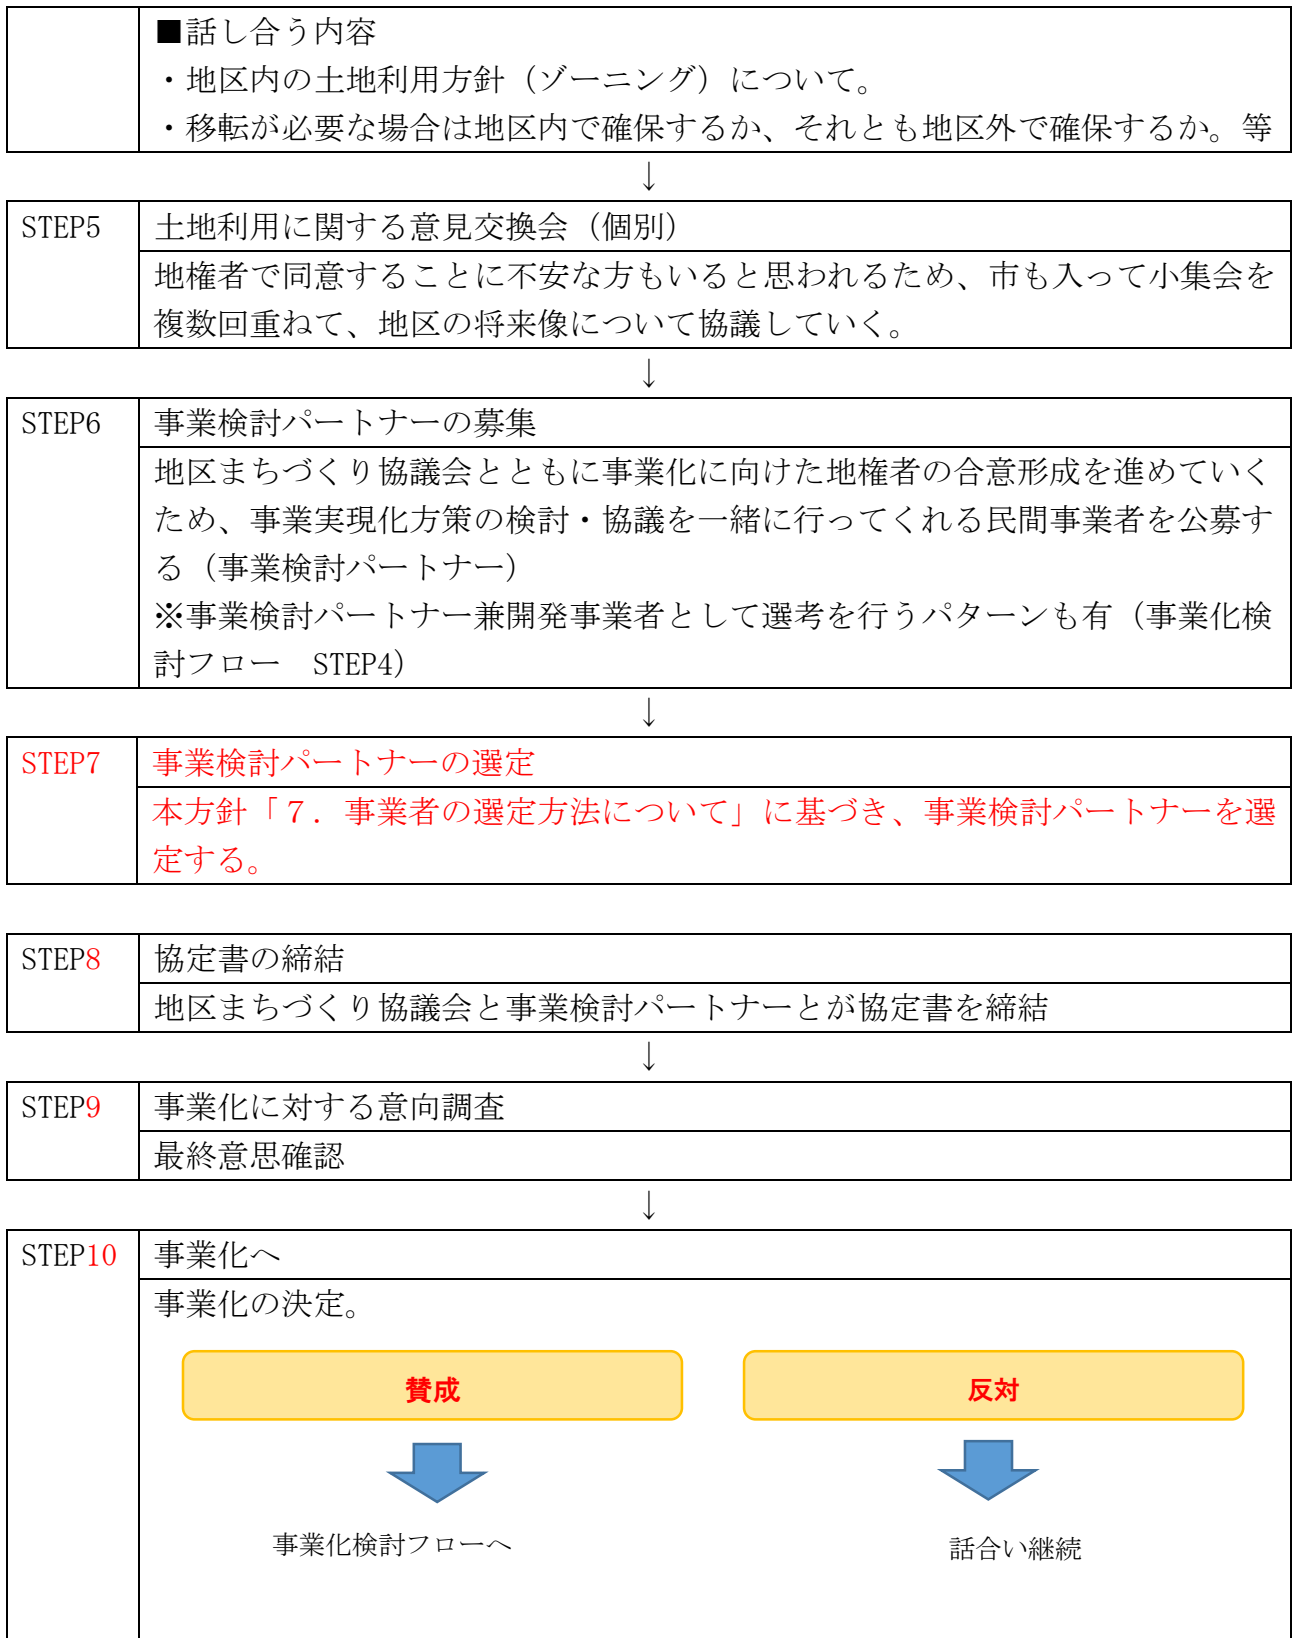 ■話し合う内容
・地区内の土地利用方針（ゾーニング）について。
・移転が必要な場合は地区内で確保するか、それとも地区外で確保するか。等
↓
STEP5 土地利用に関する意見交換会（個別）
地権者で同意することに不安な方もいると思われるため、市も入って小集会を
複数回重ねて、地区の将来像について協議していく。
↓
STEP6 事業検討パートナーの募集
地区まちづくり協議会とともに事業化に向けた地権者の合意形成を進めていく
ため、事業実現化方策の検討・協議を一緒に行ってくれる民間事業者を公募す
る（事業検討パートナー）
※事業検討パートナー兼開発事業者として選考を行うパターンも有（事業化検
討フロー　STEP4）
↓
STEP7 事業検討パートナーの選定
本方針「７．事業者の選定方法について」に基づき、事業検討パートナーを選
定する。
STEP8 協定書の締結
地区まちづくり協議会と事業検討パートナーとが協定書を締結
↓
STEP9 事業化に対する意向調査
最終意思確認
↓
STEP10 事業化へ
事業化の決定。
賛成 反対
事業化検討フローへ 話合い継続